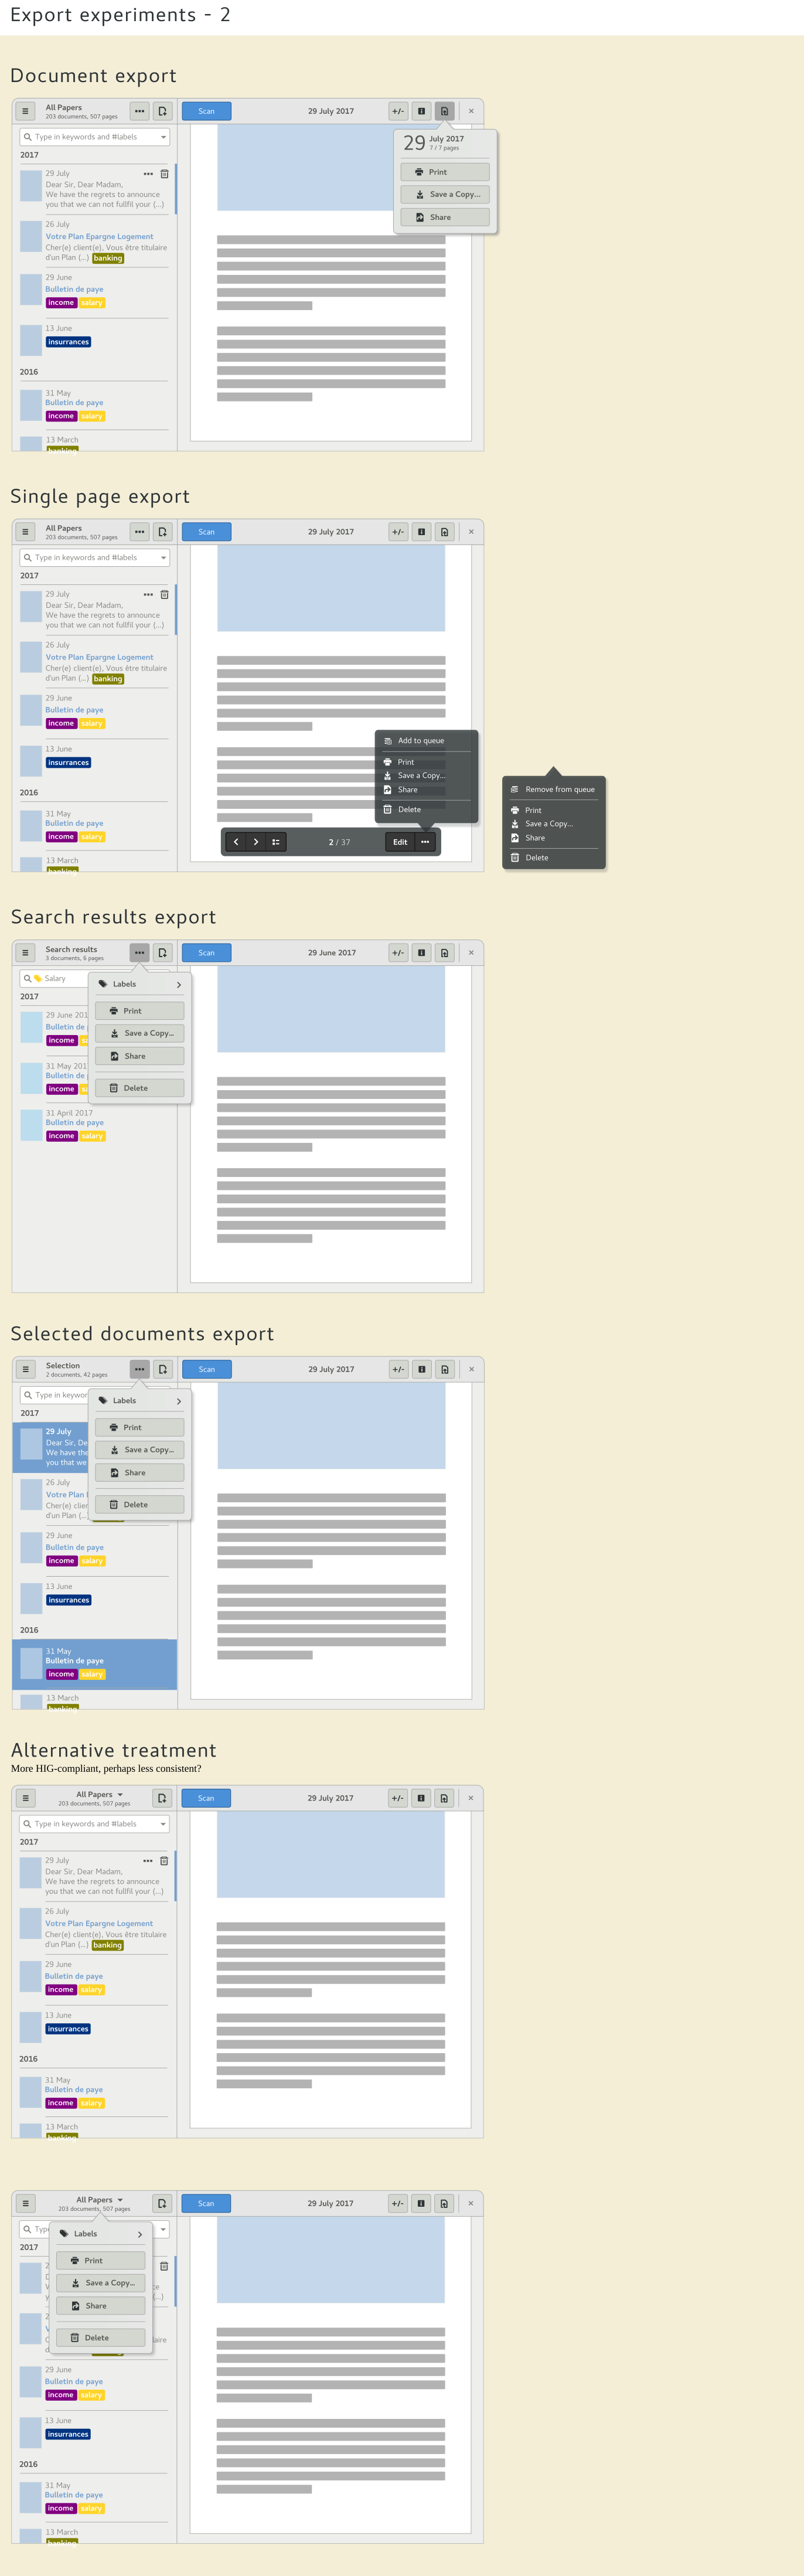 Export experiments - 2
Document export
All Papers
203 documents, 507 pages
Scan
29 July 2017
+/-
Type in keywords and #labels
2017
29 July
Dear Sir, Dear Madam,
We have the regrets to announce
you that we can not fullfil your (...)
26 July
Votre Plan Epargne Logement
Cher(e) client(e), Vous être titulaire
d'un Plan (...) banking
29 June
Bulletin de paye
income salary
13 June
insurrances
2016
31 May
Bulletin de paye
income salary
13 March
banking
29 July 2017
7 / 7 pages
Print
Save a Copy...
Share
Single page export
All Papers
203 documents, 507 pages
Scan
29 July 2017
+/-
Type in keywords and #labels
2017
29 July
Dear Sir, Dear Madam,
We have the regrets to announce
you that we can not fullfil your (...)
26 July
Votre Plan Epargne Logement
Cher(e) client(e), Vous être titulaire
d'un Plan (...) banking
29 June
Bulletin de paye
income salary
13 June
insurrances
2016
31 May
Bulletin de paye
income salary
13 March
banking
Add to queue
Print
Save a Copy...
Share
Delete
2 / 37
Edit
Remove from queue
Print
Save a Copy...
Share
Delete
Search results export
Search results
3 documents, 6 pages
Scan
29 June 2017
+/-
Salary
2017
29 June 201
Bulletin de p
income sa
31 May 201
Bulletin de p
income sa
31 April 2017
Bulletin de paye
income salary
Labels
Print
Save a Copy...
Share
Delete
Selected documents export
Selection
2 documents, 42 pages
Scan
29 July 2017
+/-
Type in keywor
2017
29 July
Dear Sir, De
We have the
you that we
26 July
Votre Plan
Cher(e) clier
d'un Plan (...)
29 June
Bulletin de paye
income salary
13 June
insurrances
2016
31 May
Bulletin de paye
income salary
13 March
banking
Labels
Print
Save a Copy...
Share
Delete
Alternative treatment
More HIG-compliant, perhaps less consistent?
All Papers
203 documents, 507 pages
Scan
29 July 2017
+/-
Type in keywords and #labels
2017
29 July
Dear Sir, Dear Madam,
We have the regrets to announce
you that we can not fullfil your (...)
26 July
Votre Plan Epargne Logement
Cher(e) client(e), Vous être titulaire
d'un Plan (...) banking
29 June
Bulletin de paye
income salary
13 June
insurrances
2016
31 May
Bulletin de paye
income salary
13 March
banking
All Papers
203 documents, 507 pages
Scan
29 July 2017
+/-
Typ
2017
Labels
Print
Save a Copy...
Share
Delete
ce
(...)
laire
29 June
Bulletin de paye
income salary
13 June
insurrances
2016
31 May
Bulletin de paye
income salary
13 March
banking